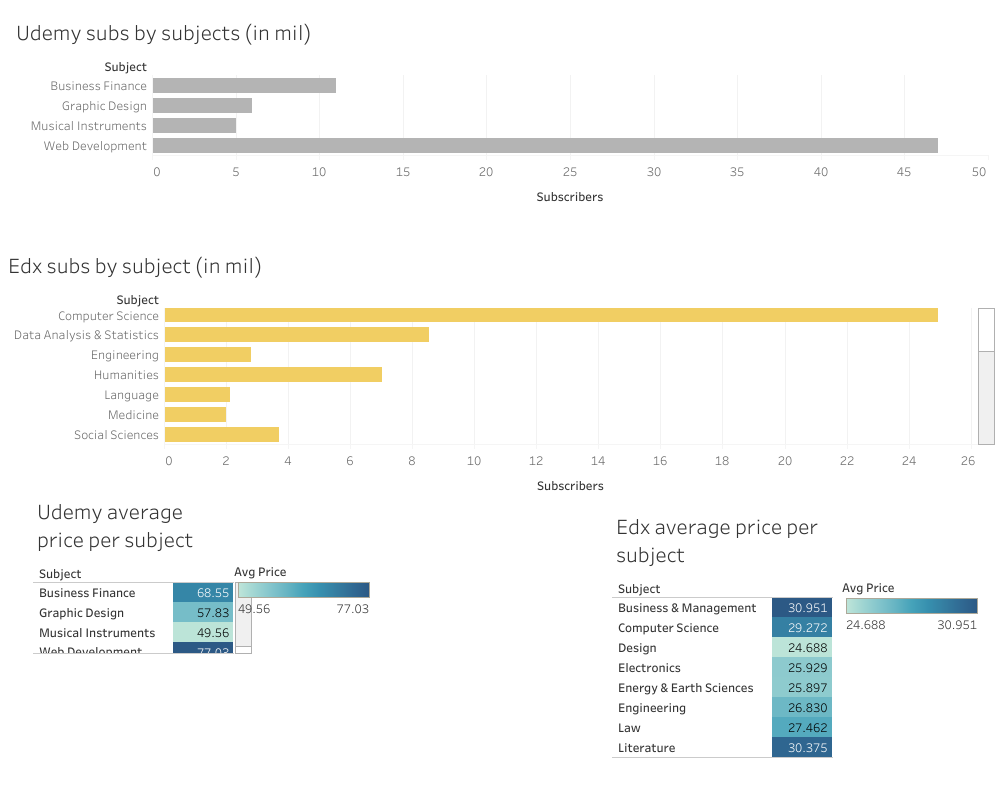 Udemy subs by subjects (in mil)
Subject
Business Finance
Graphic Design
Musical Instruments
Web Development
0 5 10 15 20 25 30 35 40 45 50
Subscribers
Edx subs by subject (in mil)
Subject
Computer Science
Data Analysis & Statistics
Engineering
Humanities
Language
Medicine
Social Sciences
0 2 4 6 8 10 12 14 16 18 20 22 24 26
Subscribers
Udemy average
price per subject
Subject
Business Finance 68.55
Graphic Design 57.83
Musical Instruments 49.56
Web Development 77.03
Avg Price
49.56 77.03
Edx average price per
subject
Subject
Business & Management 30.951
Computer Science 29.272
Design 24.688
Electronics 25.929
Energy & Earth Sciences 25.897
Engineering 26.830
Law 27.462
Literature 30.375
Avg Price
24.688 30.951